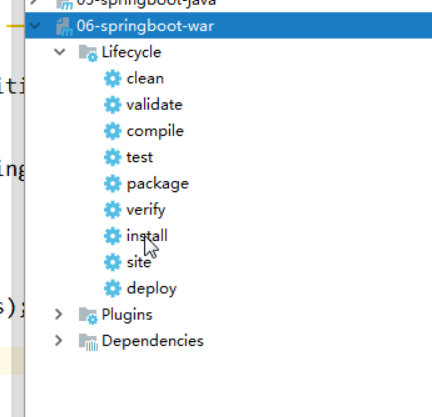 05-springboot-java
06-springboot-war
Lifecycle
clean
validate
compile
test
package
verify
install
site
deploy
Plugins
Dependencies
iti
ing
s);